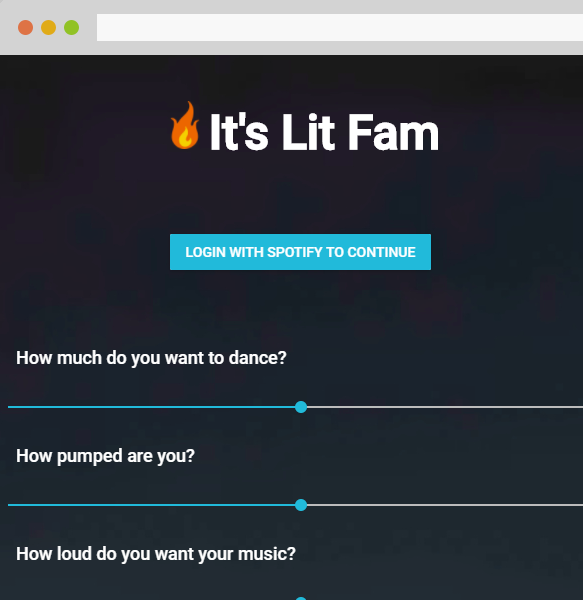 It's Lit Fam
LOGIN WITH SPOTIFY TO CONTINUE
How much do you want to dance?
How pumped are you?
How loud do you want your music?